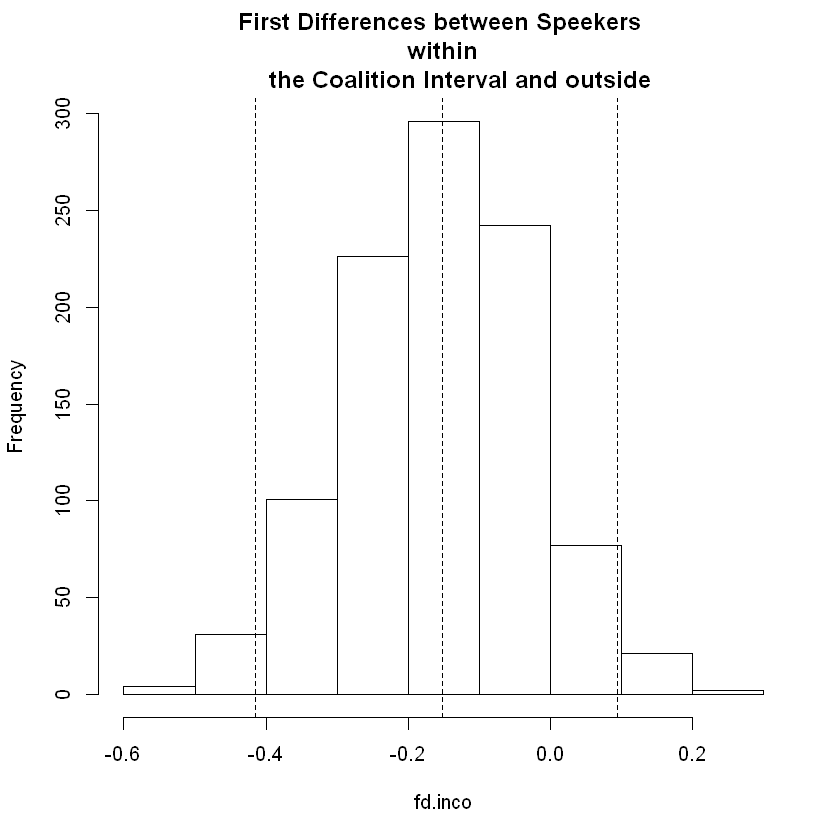 First Differences between Speekers
within
the Coalition Interval and outside
Frequency
300
250
200
150
100
50
0
-0.6 -0.4 -0.2 0.0 0.2
fd.inco